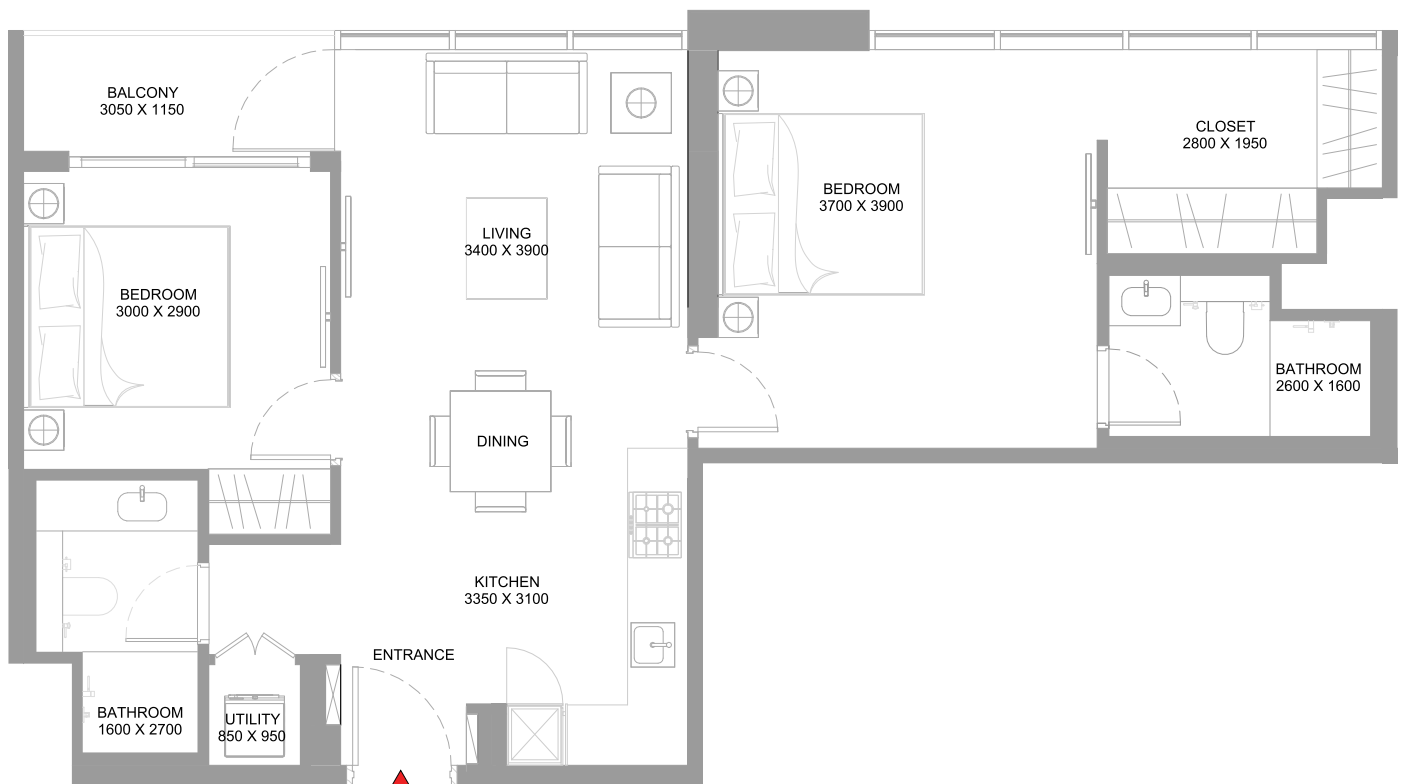 BALCONY
3050 X 1150
CLOSET
2800 X 1950
BEDROOM
3700 X 3900
LIVING
3400 X 3900
BEDROOM
3000 X 2900
BATHROOM
2600 X 1600
DINING
KITCHEN
3350 X 3100
ENTRANCE
BATHROOM
1600 X 2700
UTILITY
850 X 950